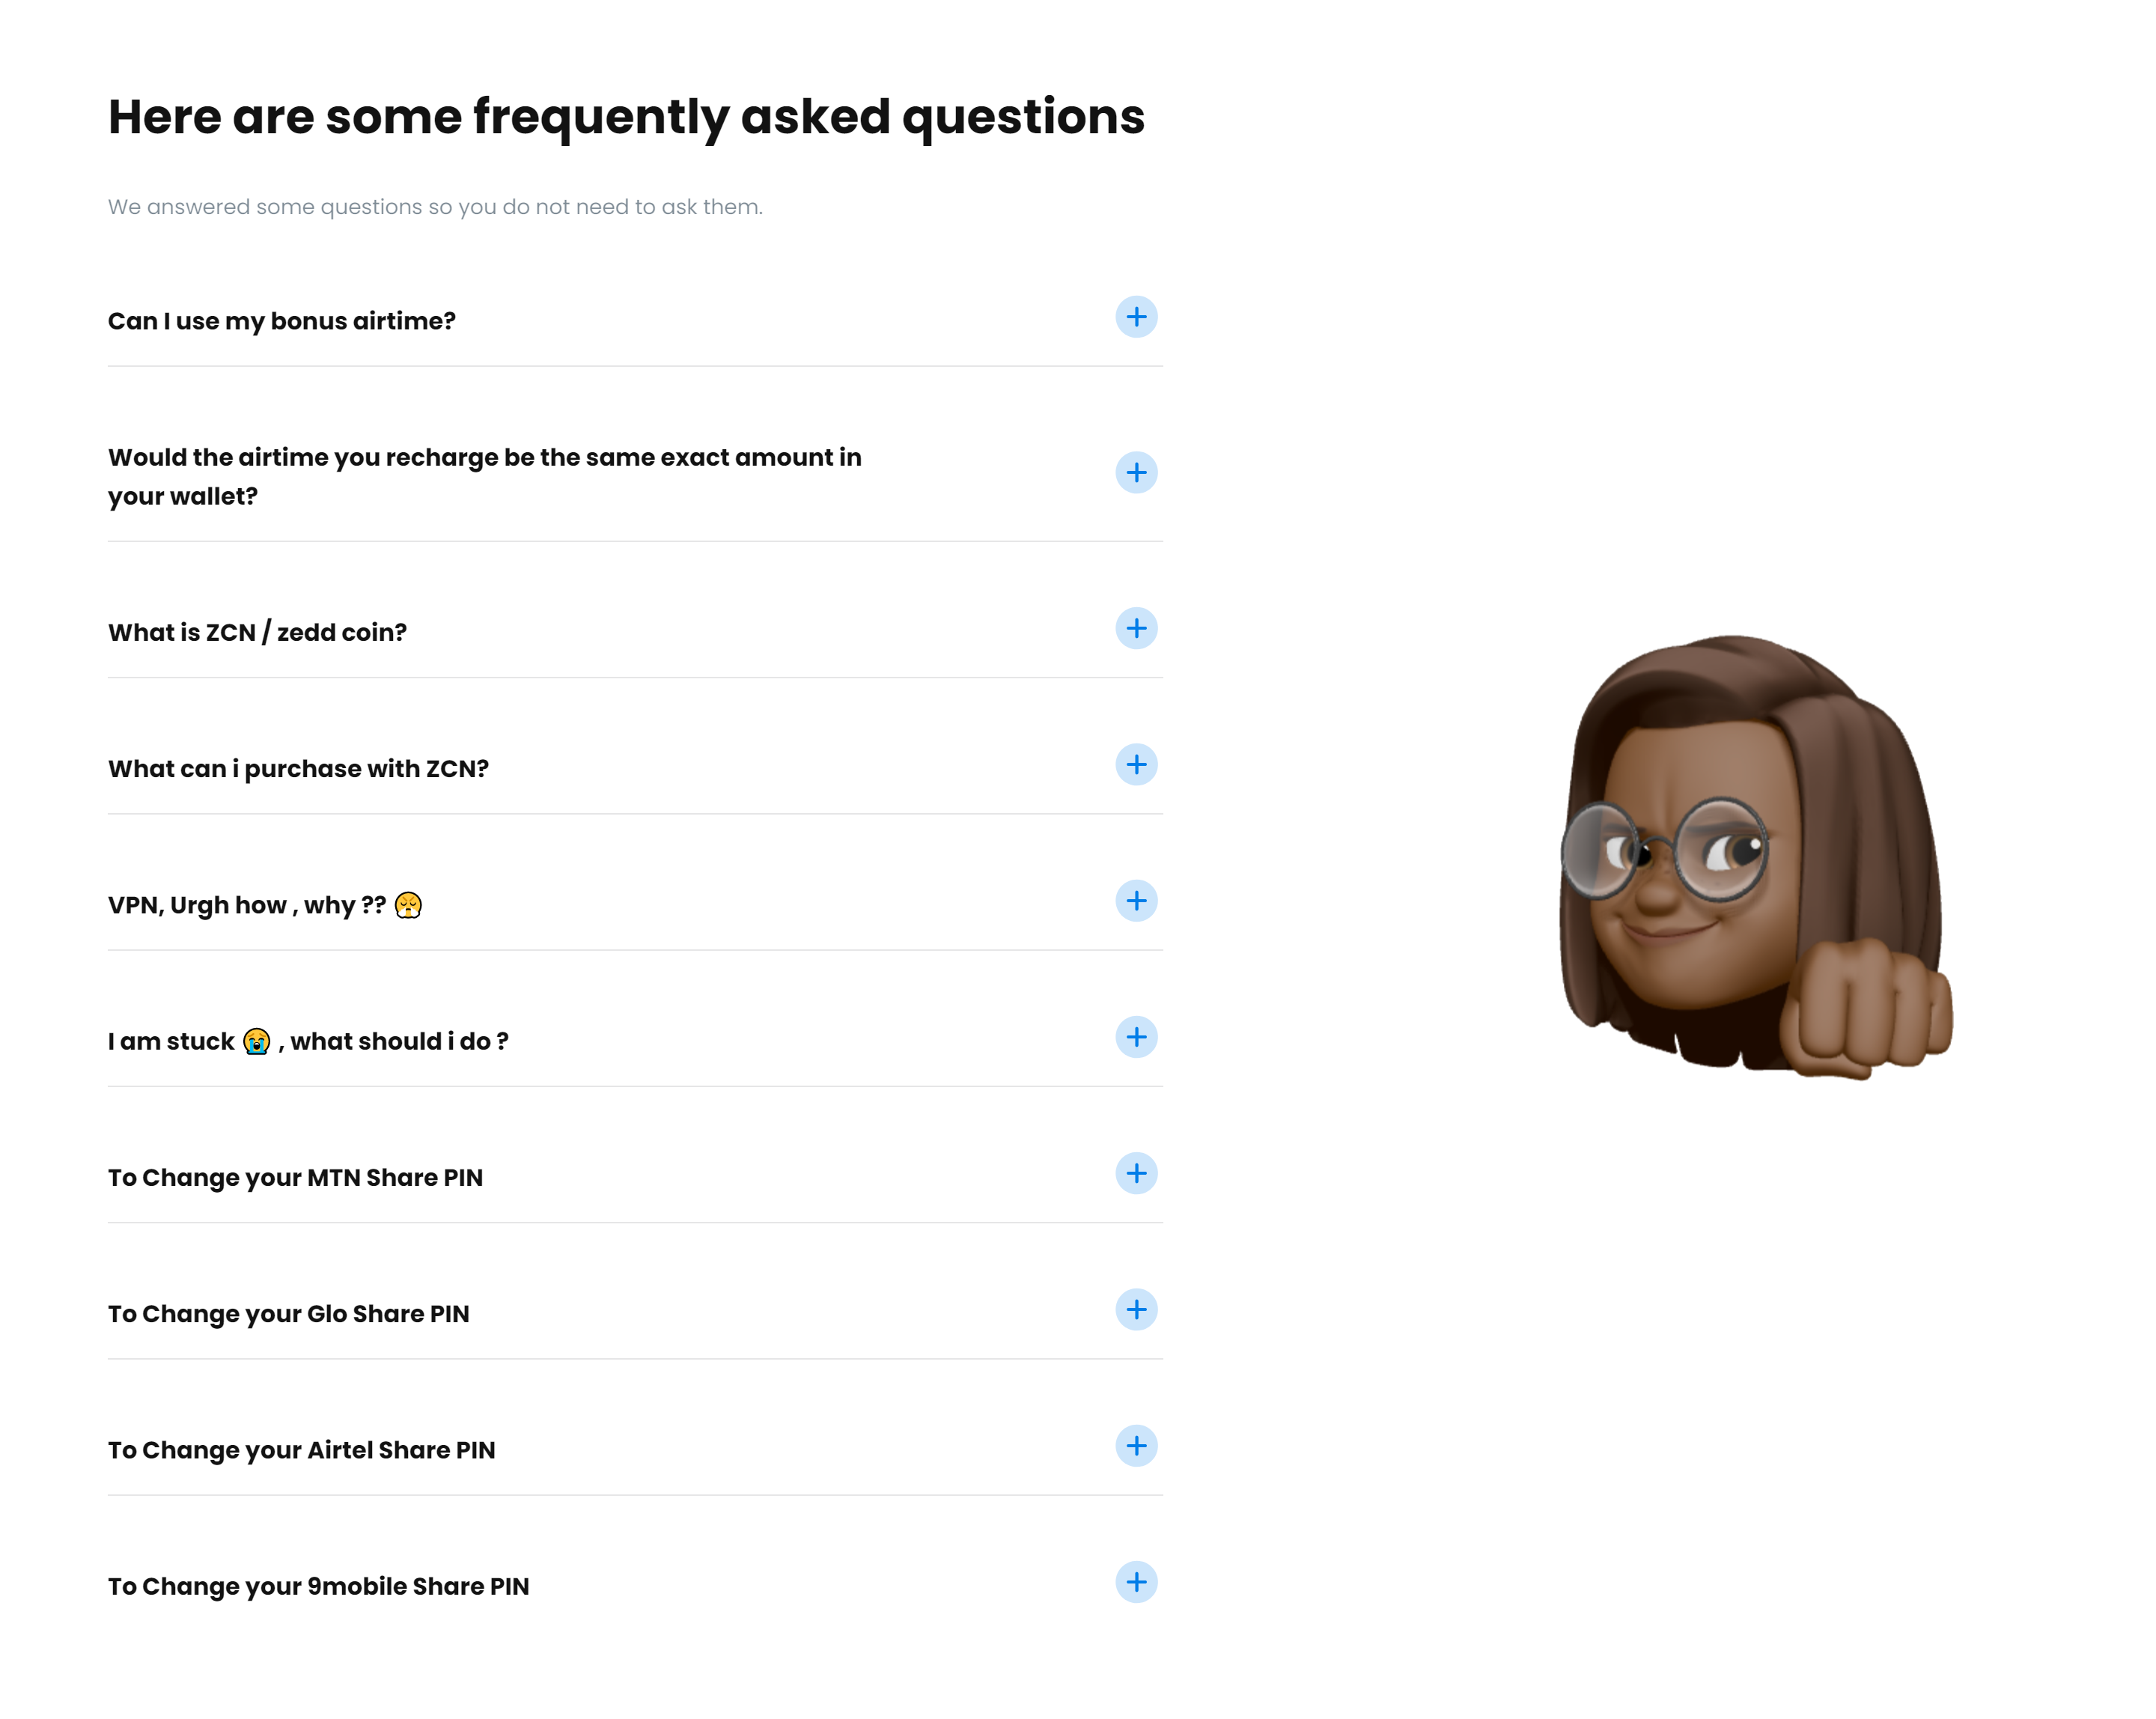 Here are some frequently asked questions
We answered some questions so you do not need to ask them.
Can I use my bonus airtime?
Would the airtime you recharge be the same exact amount in
your wallet?
What is ZCN / zedd coin?
What can i purchase with ZCN?
VPN, Urgh how , why ?? 😤
I am stuck 😭 , what should i do ?
To Change your MTN Share PIN
To Change your Glo Share PIN
To Change your Airtel Share PIN
To Change your 9mobile Share PIN